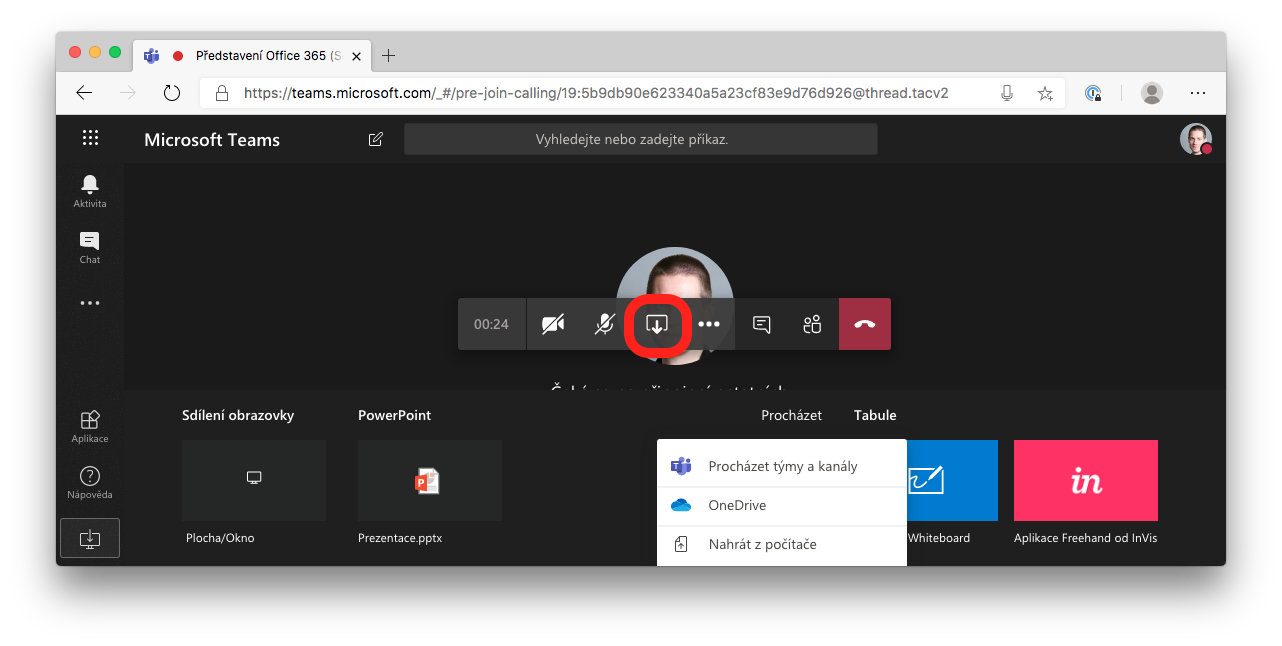 Představení Office 365 (S
https://teams.microsoft.com/_#/pre-join-calling/19:5b9db90e623340a5a23cf83e9d76d926@thread.tacv2
Microsoft Teams
Vyhledejte nebo zadejte příkaz.
Aktivita
Chat
00:24
Aplikace
Nápověda
Sdílení obrazovky
PowerPoint
Procházet
Tabule
Procházet týmy a kanály
OneDrive
Nahrát z počítače
P
in
Plocha/Okno
Prezentace.pptx
Whiteboard
Aplikace Freehand od InVis